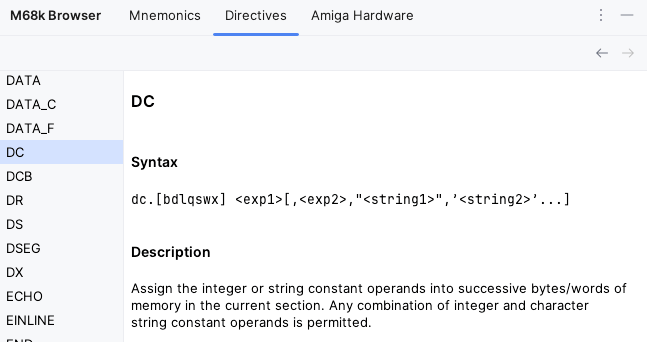 M68k Browser Mnemonics Directives Amiga Hardware
DATA
DATA_C
DATA_F
DC
DCB
DR
DS
DSEG
DX
ECHO
EINLINE
END
DC
Syntax
dc.[bdlqswx] <exp1>[,<exp2>,"<string1>",'<string2>'...]
Description
Assign the integer or string constant operands into successive bytes/words of
memory in the current section. Any combination of integer and character
string constant operands is permitted.